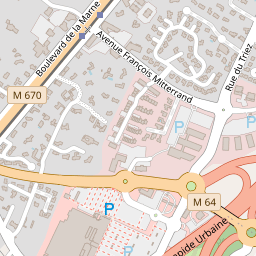 Boulevard de la Marne
Avenue François Mitterrand
Rue du Triez
M 670
P
P
M 64
P
pide Urbaine